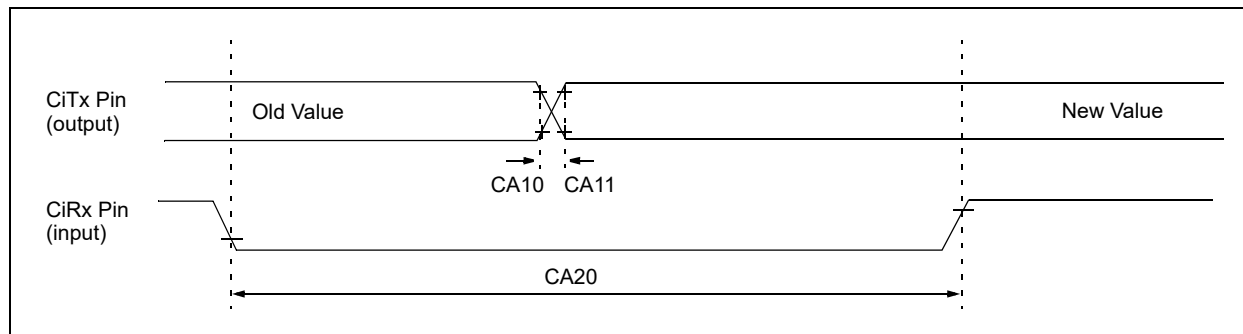 CiTx Pin
(output)
Old Value
New Value
CA10 CA11
CiRx Pin
(input)
CA20